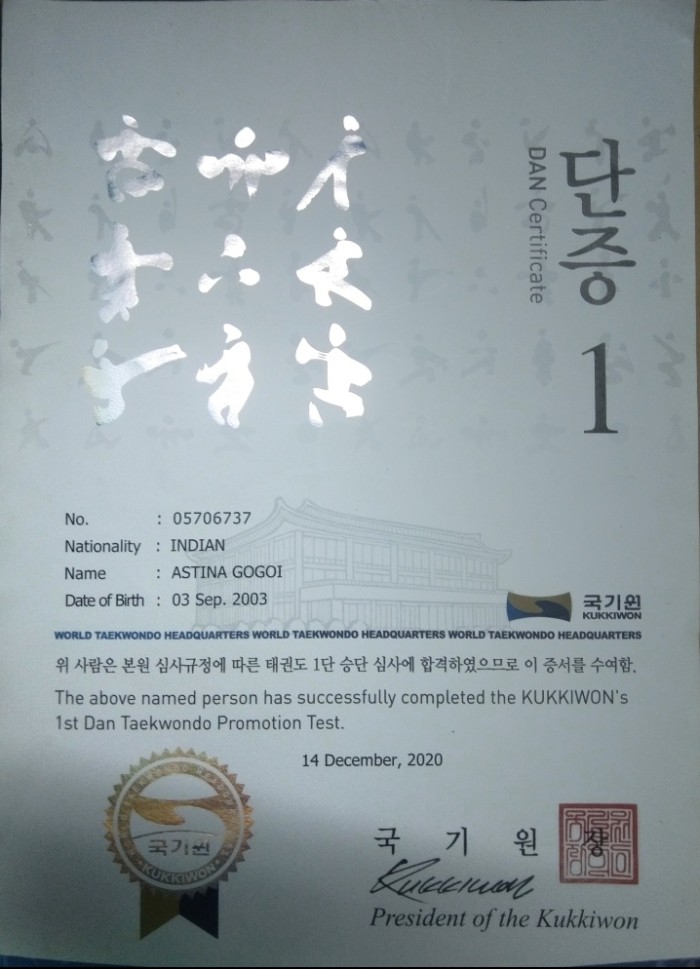 단증
DAN Certificate
1
No. : 05706737
Nationality : INDIAN
Name : ASTINA GOGOI
Date of Birth : 03 Sep. 2003
국기원
KUKKIWON
WORLD TAEKWONDO HEADQUARTERS WORLD TAEKWONDO HEADQUARTERS WORLD TAEKWONDO HEADQUARTERS
위 사람은 본원 심사규정에 따른 태권도 1단 승단 심사에 합격하였으므로 이 증서를 수여함.
The above named person has successfully completed the KUKKIWON's
1st Dan Taekwondo Promotion Test.
14 December, 2020
국기원
KUKKIWON
국 기 원 장
Kukkiwon
President of the Kukkiwon